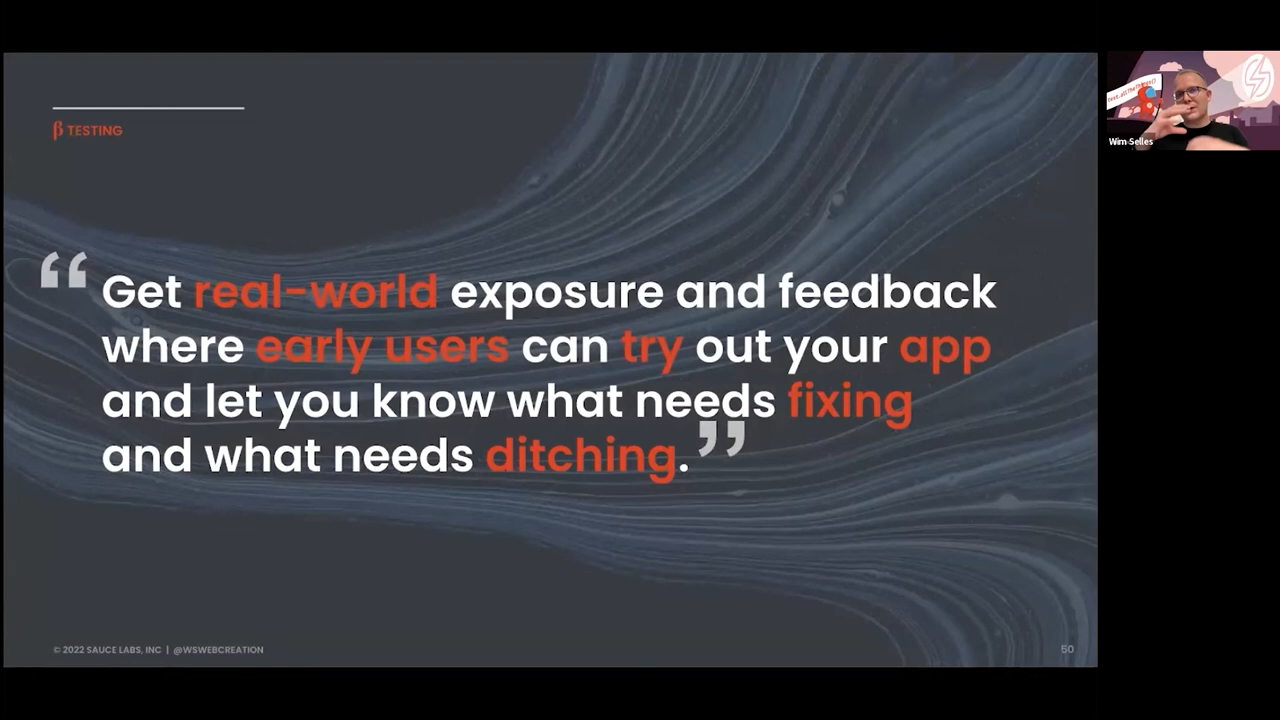 β TESTING
“Get real-world exposure and feedback
where early users can try out your app
and let you know what needs fixing
and what needs ditching.”
© 2022 SAUCE LABS, INC | @WSWEBCREATION
50
Wim Selles